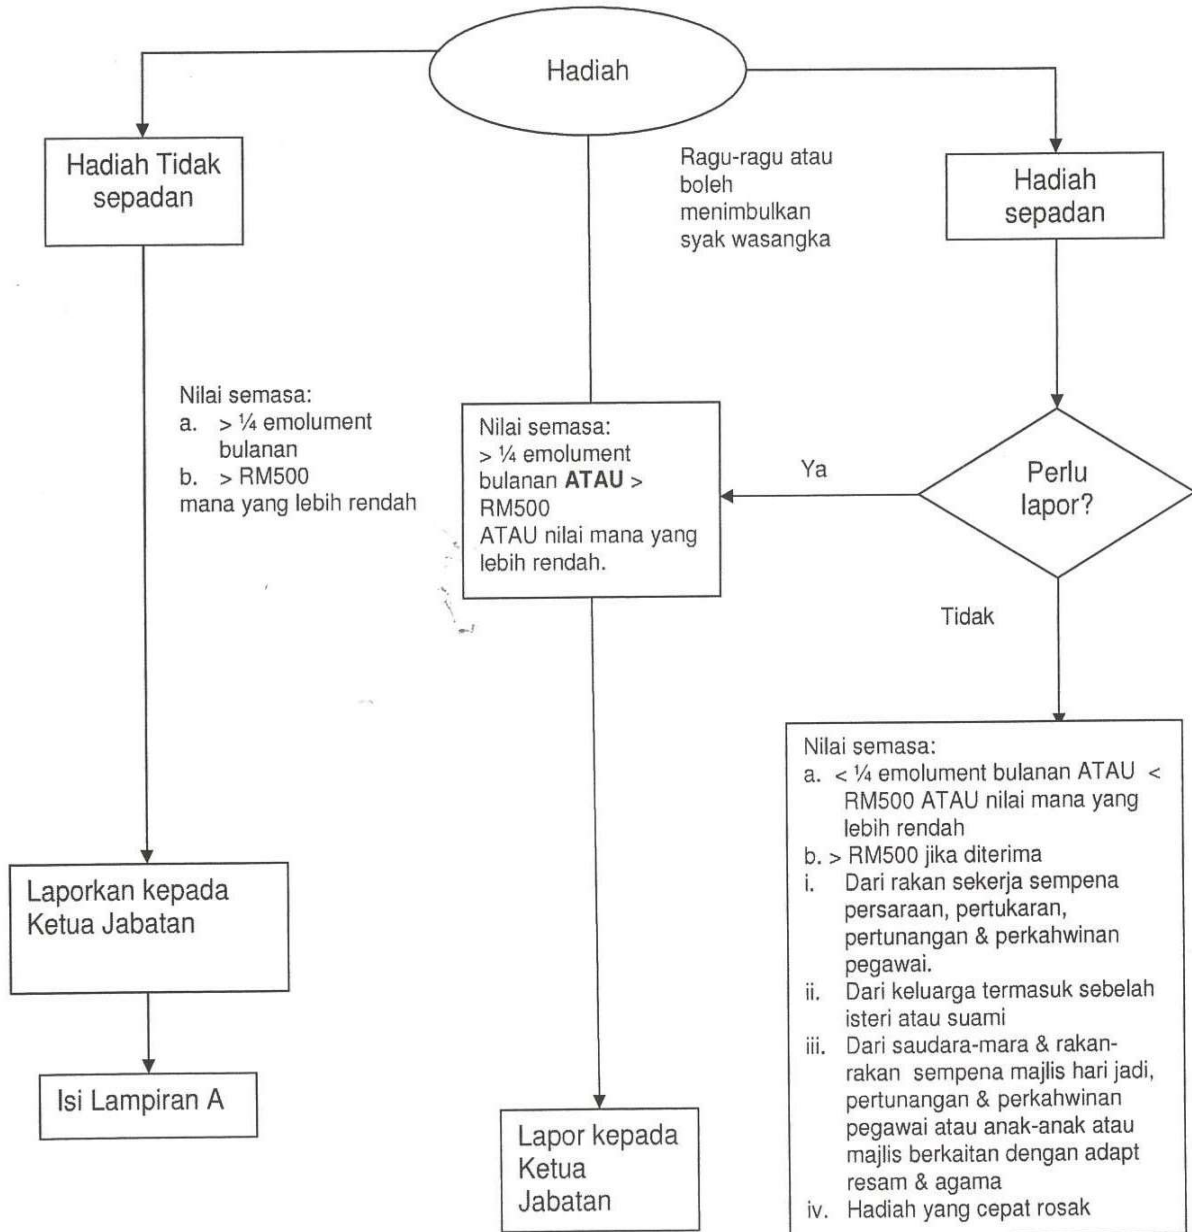 Hadiah
Hadiah Tidak
sepadan
Ragu-ragu atau
boleh
menimbulkan
syak wasangka
Hadiah
sepadan
Nilai semasa:
a. > ¼ emolument
bulanan
b. > RM500
mana yang lebih rendah
Nilai semasa:
> ¼ emolument
bulanan ATAU >
RM500
ATAU nilai mana yang
lebih rendah.
Ya
Perlu
lapor?
Tidak
Laporkan kepada
Ketua Jabatan
Isi Lampiran A
Lapor kepada
Ketua
Jabatan
Nilai semasa:
a. < ¼ emolument bulanan ATAU <
RM500 ATAU nilai mana yang
lebih rendah
b. > RM500 jika diterima
i. Dari rakan sekerja sempena
persaraan, pertukaran,
pertunangan & perkahwinan
pegawai.
ii. Dari keluarga termasuk sebelah
isteri atau suami
iii. Dari saudara-mara & rakan-
rakan sempena majlis hari jadi,
pertunangan & perkahwinan
pegawai atau anak-anak atau
majlis berkaitan dengan adapt
resam & agama
iv. Hadiah yang cepat rosak